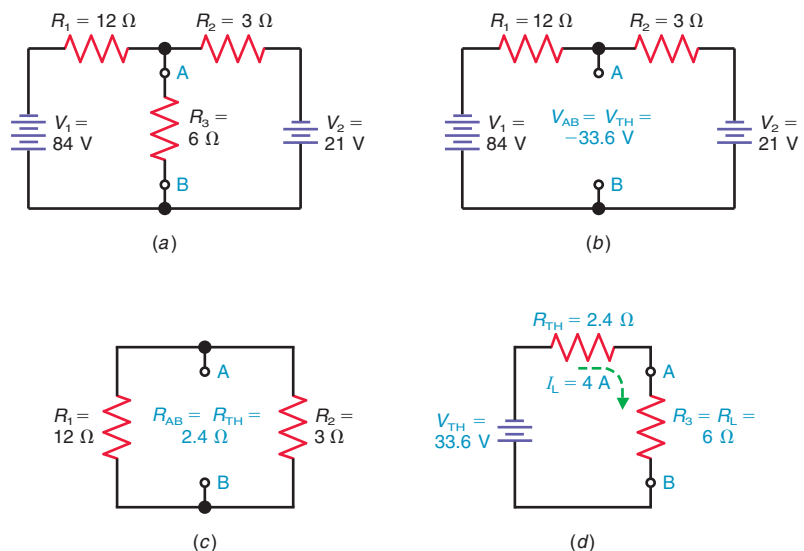 R1 = 12 Ω
R2 = 3 Ω
A
V1 =
84 V
R3 =
6 Ω
V2 =
21 V
B
(a)
R1 = 12 Ω
R2 = 3 Ω
A
V1 =
84 V
VAB = VTH =
−33.6 V
V2 =
21 V
B
(b)
A
R1 =
12 Ω
RAB = RTH =
2.4 Ω
R2 =
3 Ω
B
(c)
RTH = 2.4 Ω
A
IL = 4 A
VTH =
33.6 V
R3 = RL =
6 Ω
B
(d)